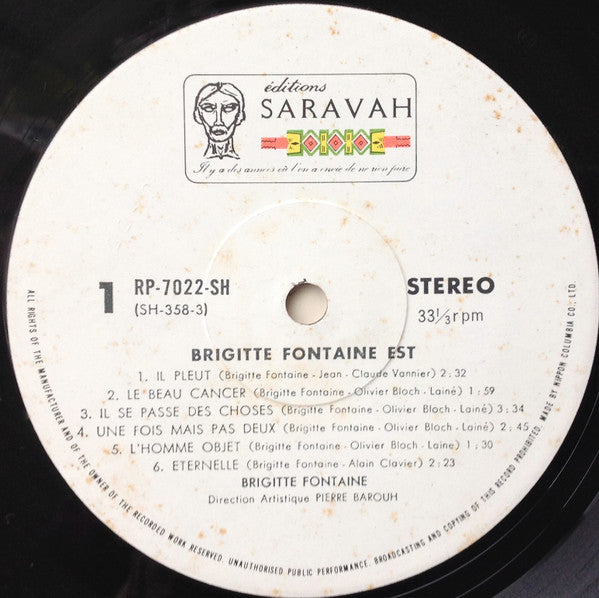 éditions
SARAVAH
Il y a des années où l'on a envie de ne rien faire
1 RP-7022-SH STEREO
(SH-358-3) 33 1/3 rpm
BRIGITTE FONTAINE EST
1. IL PLEUT (Brigitte Fontaine - Jean - Claude Vannier) 2 : 32
2. LE BEAU CANCER (Brigitte Fontaine - Olivier Bloch - Lainé) 1 : 59
3. IL SE PASSE DES CHOSES (Brigitte Fontaine - Olivier Bloch - Lainé) 3 : 34
4. UNE FOIS MAIS PAS DEUX (Brigitte Fontaine - Olivier Bloch - Lainé) 2 : 45
5. L'HOMME OBJET (Brigitte Fontaine - Olivier Bloch - Lainé) 1 : 30
6. ETERNELLE (Brigitte Fontaine - Alain Clavier) 2 : 23
BRIGITTE FONTAINE
Direction Artistique PIERRE BAROUH
ALL RIGHTS OF THE MANUFACTURER AND OF THE OWNER OF THE RECORDED WORK RESERVED. UNAUTHORISED PUBLIC PERFORMANCE, BROADCASTING AND COPYING OF THIS RECORD PROHIBITED. MADE BY NIPPON COLUMBIA CO., LTD.